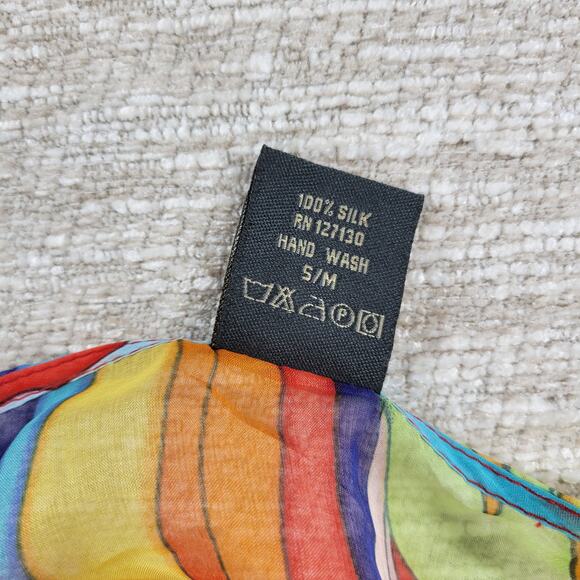 100% SILK
RN 127130
HAND WASH
S/M
P